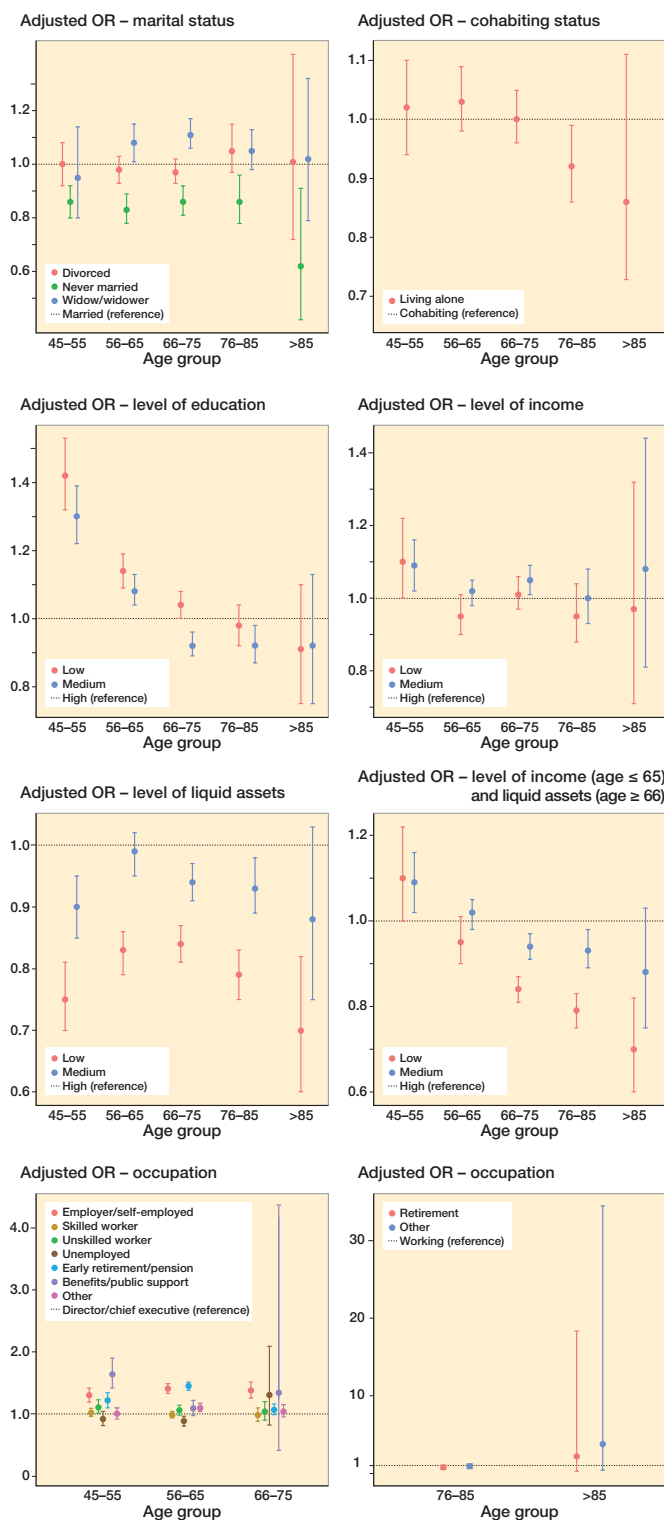 Adjusted OR – marital status
1.2
1.0
0.8
0.6
Divorced
Never married
Widow/widower
Married (reference)
45–55 56–65 66–75 76–85 >85
Age group
Adjusted OR – cohabiting status
1.1
1.0
0.9
0.8
0.7
Living alone
Cohabiting (reference)
45–55 56–65 66–75 76–85 >85
Age group
Adjusted OR – level of education
1.4
1.2
1.0
0.8
Low
Medium
High (reference)
45–55 56–65 66–75 76–85 >85
Age group
Adjusted OR – level of income
1.4
1.2
1.0
0.8
Low
Medium
High (reference)
45–55 56–65 66–75 76–85 >85
Age group
Adjusted OR – level of liquid assets
1.0
0.9
0.8
0.7
0.6
Low
Medium
High (reference)
45–55 56–65 66–75 76–85 >85
Age group
Adjusted OR – level of income (age ≤ 65)
and liquid assets (age ≥ 66)
1.2
1.0
0.8
0.6
Low
Medium
High (reference)
45–55 56–65 66–75 76–85 >85
Age group
Adjusted OR – occupation
4.0
3.0
2.0
1.0
0
Employer/self-employed
Skilled worker
Unskilled worker
Unemployed
Early retirement/pension
Benefits/public support
Other
Director/chief executive (reference)
45–55 56–65 66–75
Age group
Adjusted OR – occupation
30
20
10
1
Retirement
Other
Working (reference)
76–85 >85
Age group